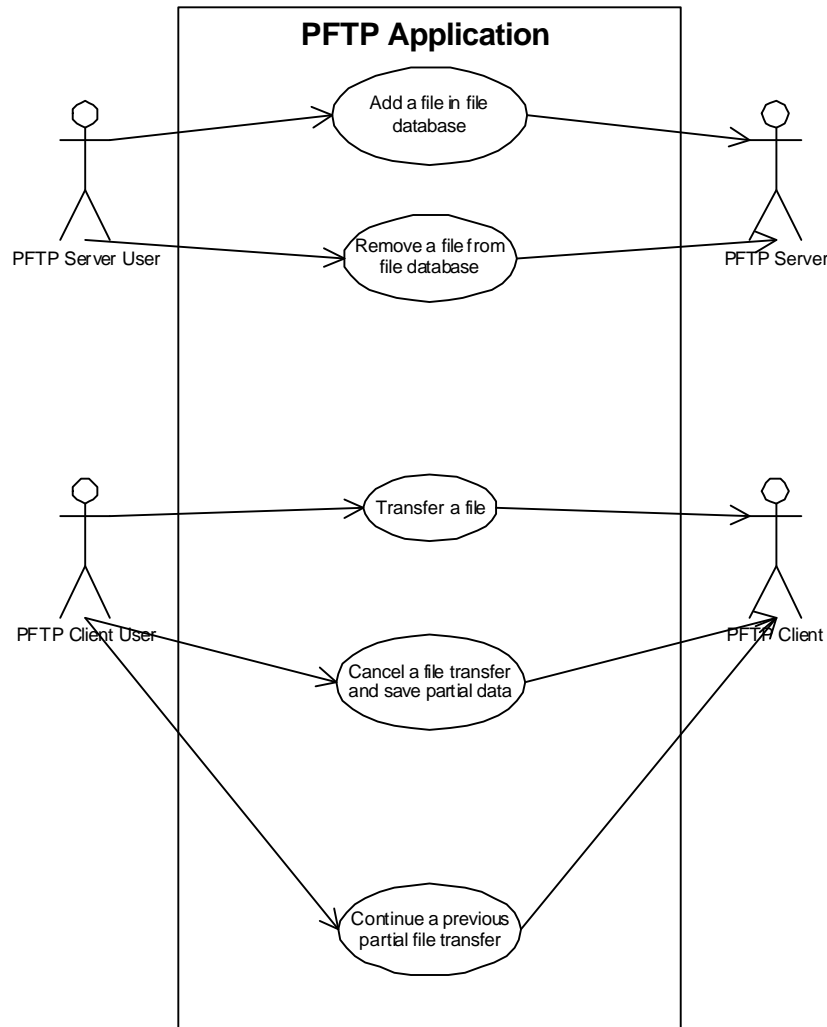 PFTP Application
Add a file in file
database
Remove a file from
file database
PFTP Server User
PFTP Server
Transfer a file
PFTP Client User
PFTP Client
Cancel a file transfer
and save partial data
Continue a previous
partial file transfer